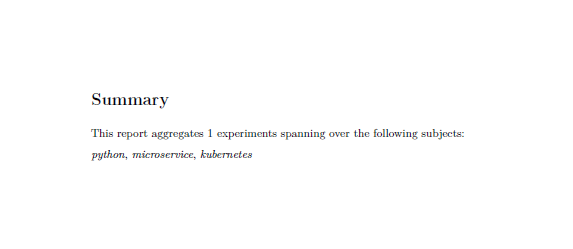 Summary
This report aggregates 1 experiments spanning over the following subjects:
python, microservice, kubernetes